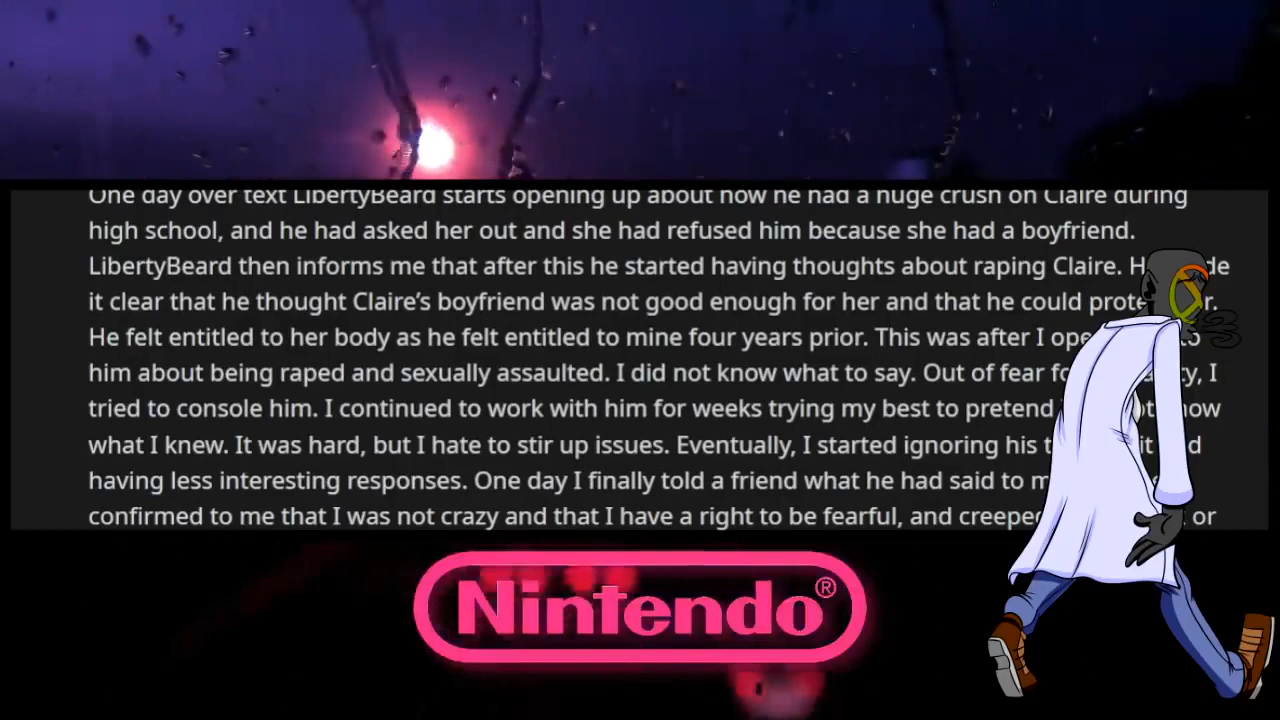 One day over text LibertyBeard starts opening up about how he had a huge crush on Claire during
high school, and he had asked her out and she had refused him because she had a boyfriend.
LibertyBeard then informs me that after this he started having thoughts about raping Claire.
it clear that he thought Claire’s boyfriend was not good enough for her and that he could
He felt entitled to her body as he felt entitled to mine four years prior. This was after I
him about being raped and sexually assaulted. I did not know what to say. Out of fear I
tried to console him. I continued to work with him for weeks trying my best to pretend
what I knew. It was hard, but I hate to stir up issues. Eventually, I started ignoring his
having less interesting responses. One day I finally told a friend what he had said to
confirmed to me that I was not crazy and that I have a right to be fearful, and or
Nintendo®